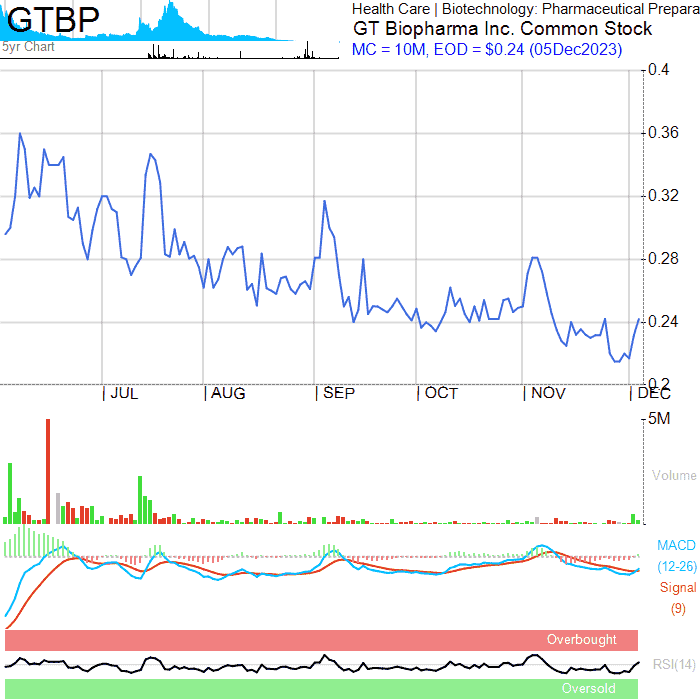 GTBP
5yr Chart
Health Care | Biotechnology: Pharmaceutical Prepara
GT Biopharma Inc. Common Stock
MC = 10M, EOD = $0.24 (05Dec2023)
0.4
0.36
0.32
0.28
0.24
0.2
| JUL | AUG | SEP | OCT | NOV | DEC
5M
Volume
MACD
(12-26)
Signal
(9)
Overbought
RSI(14)
Oversold